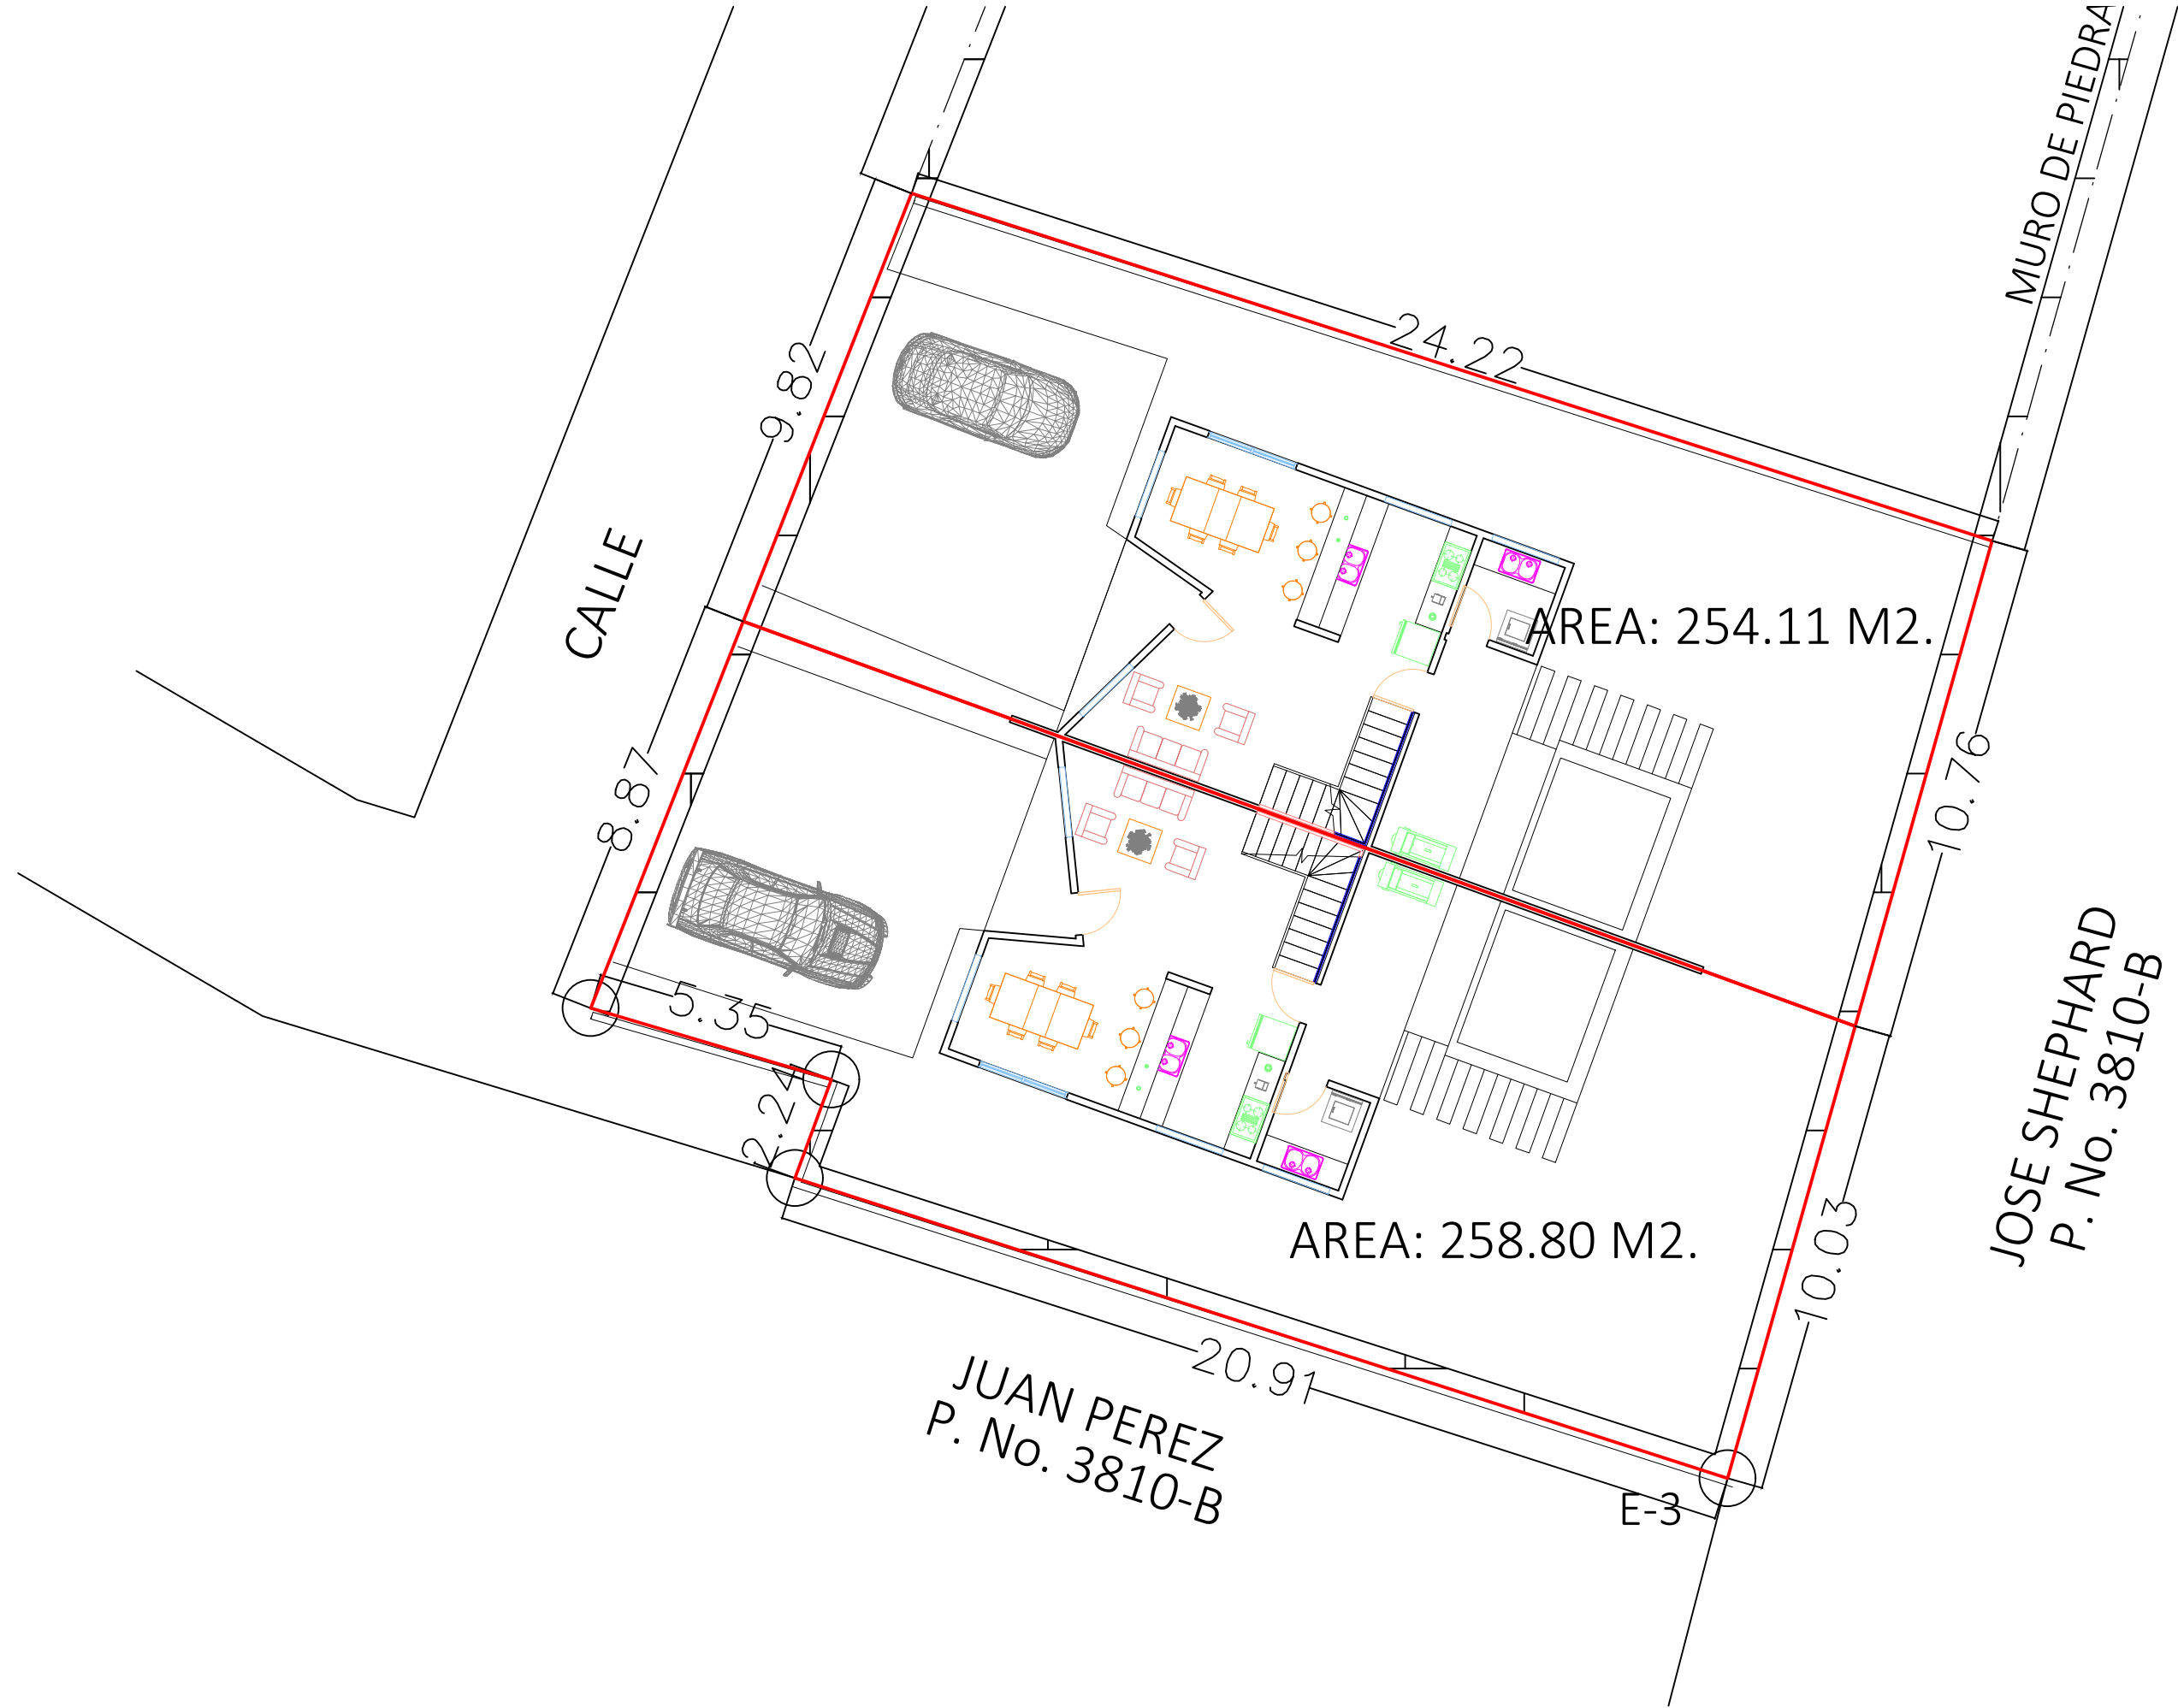 MURO DE PIEDRA
24.22
9.82
CALLE
AREA: 254.11 M2.
8.87
10.76
5.35
2.24
JOSE SHEPHARD
P. No. 3810-B
AREA: 258.80 M2.
10.03
20.91
JUAN PEREZ
P. No. 3810-B
E-3